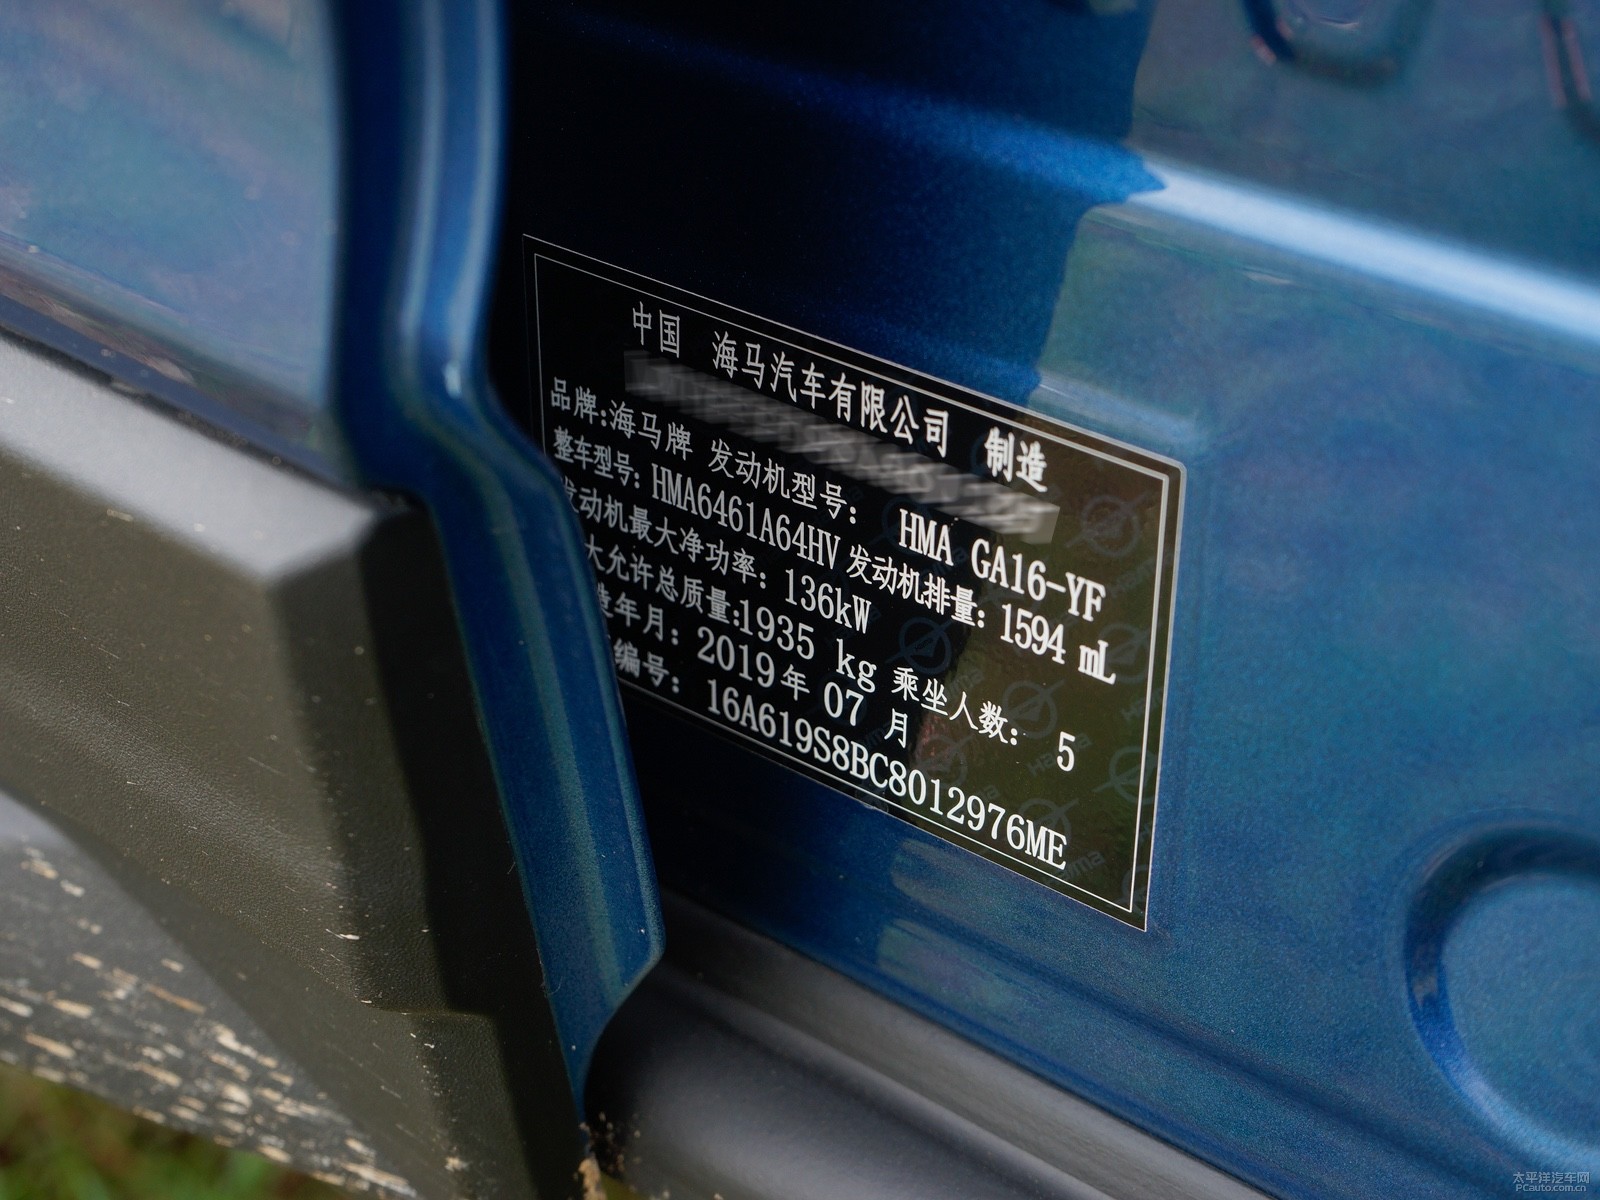 中国 海马汽车有限公司 制造
品牌:海马牌 发动机型号: HMA GA16-YF
整车型号: HMA6461A64HV 发动机排量: 1594 mL
发动机最大净功率: 136kW
大允许总质量:1935 kg 乘坐人数: 5
造年月: 2019年 07 月
编号: 16A619S8BC8012976ME
太平洋汽车网
PCauto.com.cn